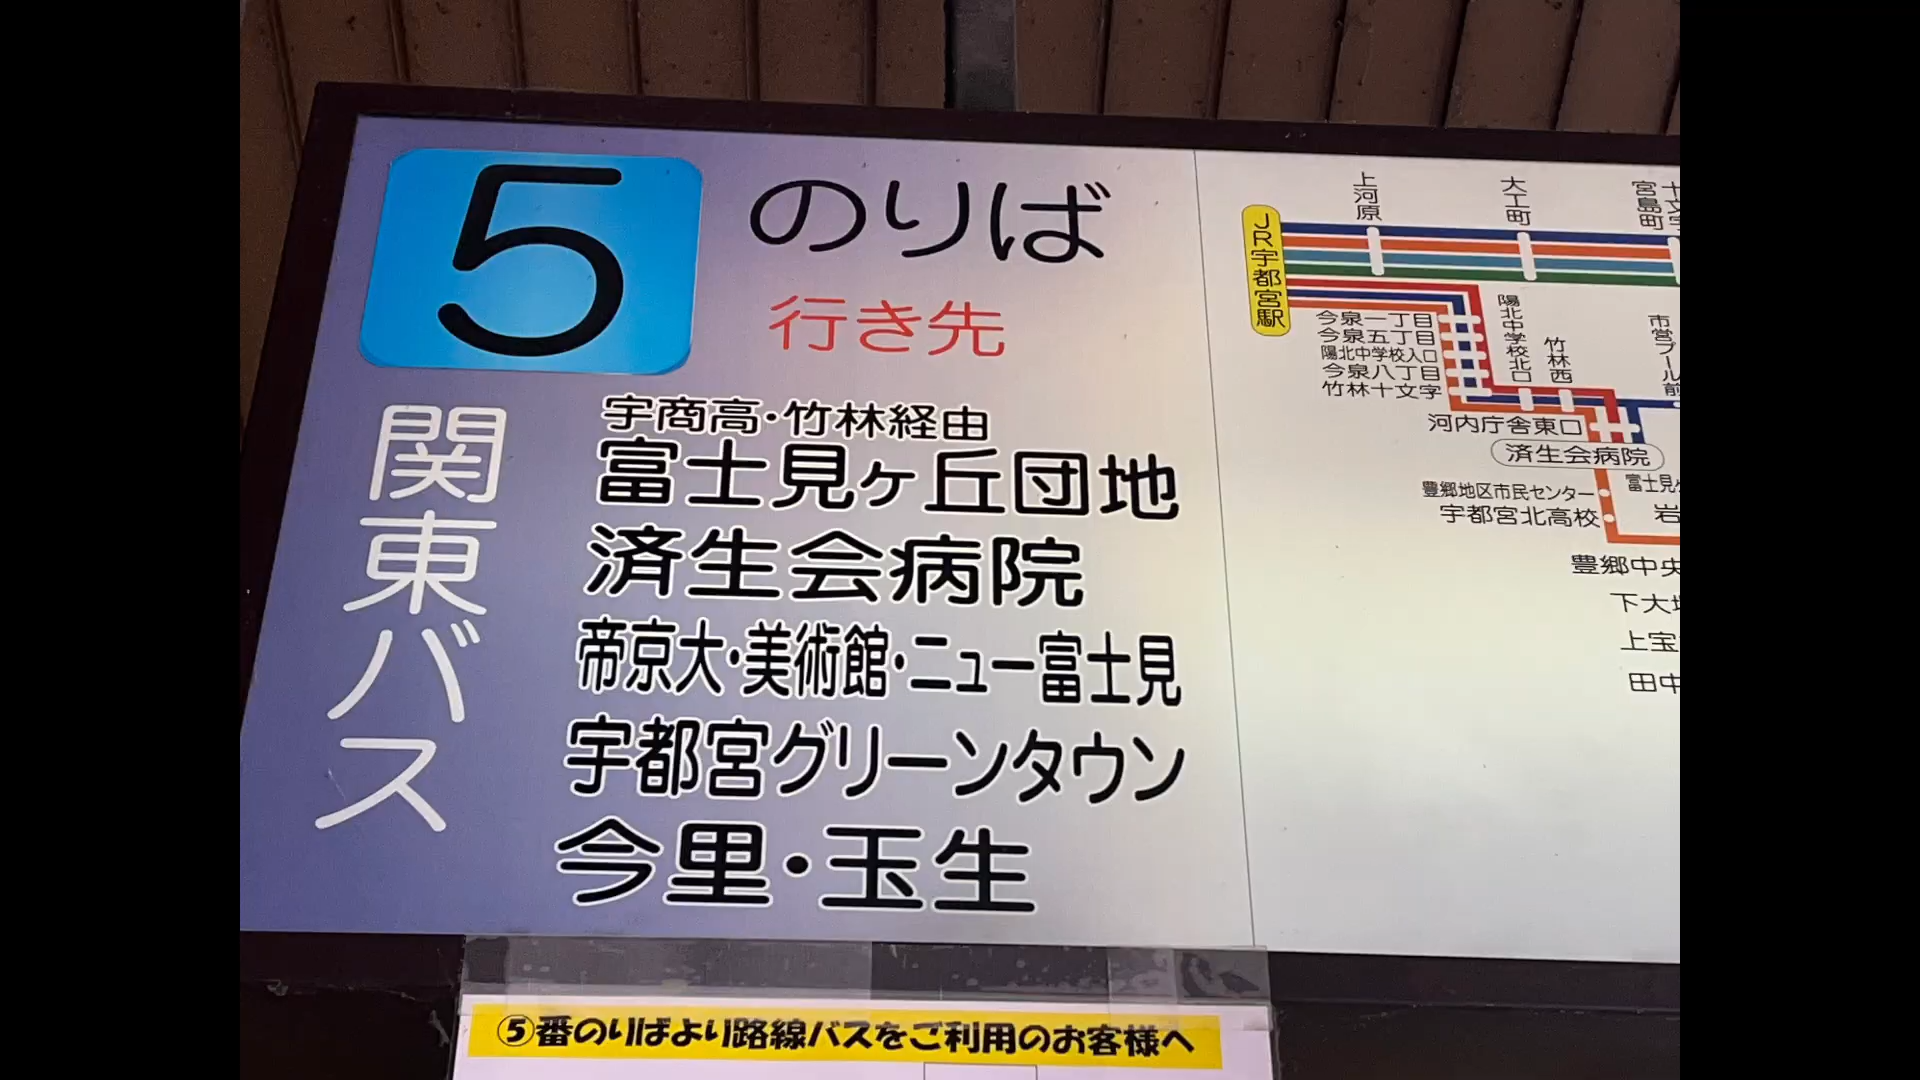 5 のりば
行き先
関東バス
宇商高・竹林経由
富士見ヶ丘団地
済生会病院
帝京大・美術館・ニュー富士見
宇都宮グリーンタウン
今里・玉生
JR宇都宮駅
上河原
大工町
宮島町
今泉一丁目
今泉五丁目
陽北中学校入口
今泉八丁目
竹林十文字
陽北中学校北口
竹林西
市営プール前
河内庁舎東口
済生会病院
豊郷地区市民センター
宇都宮北高校
富士見
岩
豊郷中央
下大
上宝
田中
⑤番のりばより路線バスをご利用のお客様へ